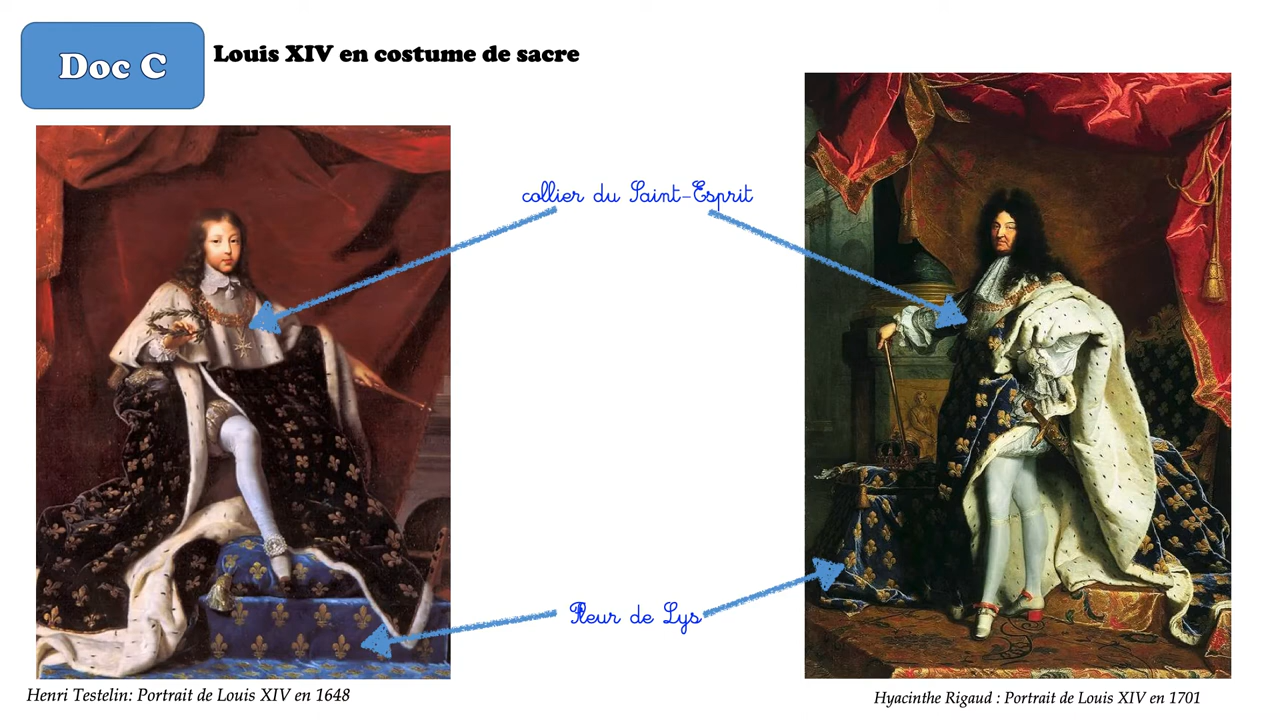 Doc C
Louis XIV en costume de sacre
collier du Saint-Esprit
Fleur de Lys
Henri Testelin: Portrait de Louis XIV en 1648
Hyacinthe Rigaud : Portrait de Louis XIV en 1701